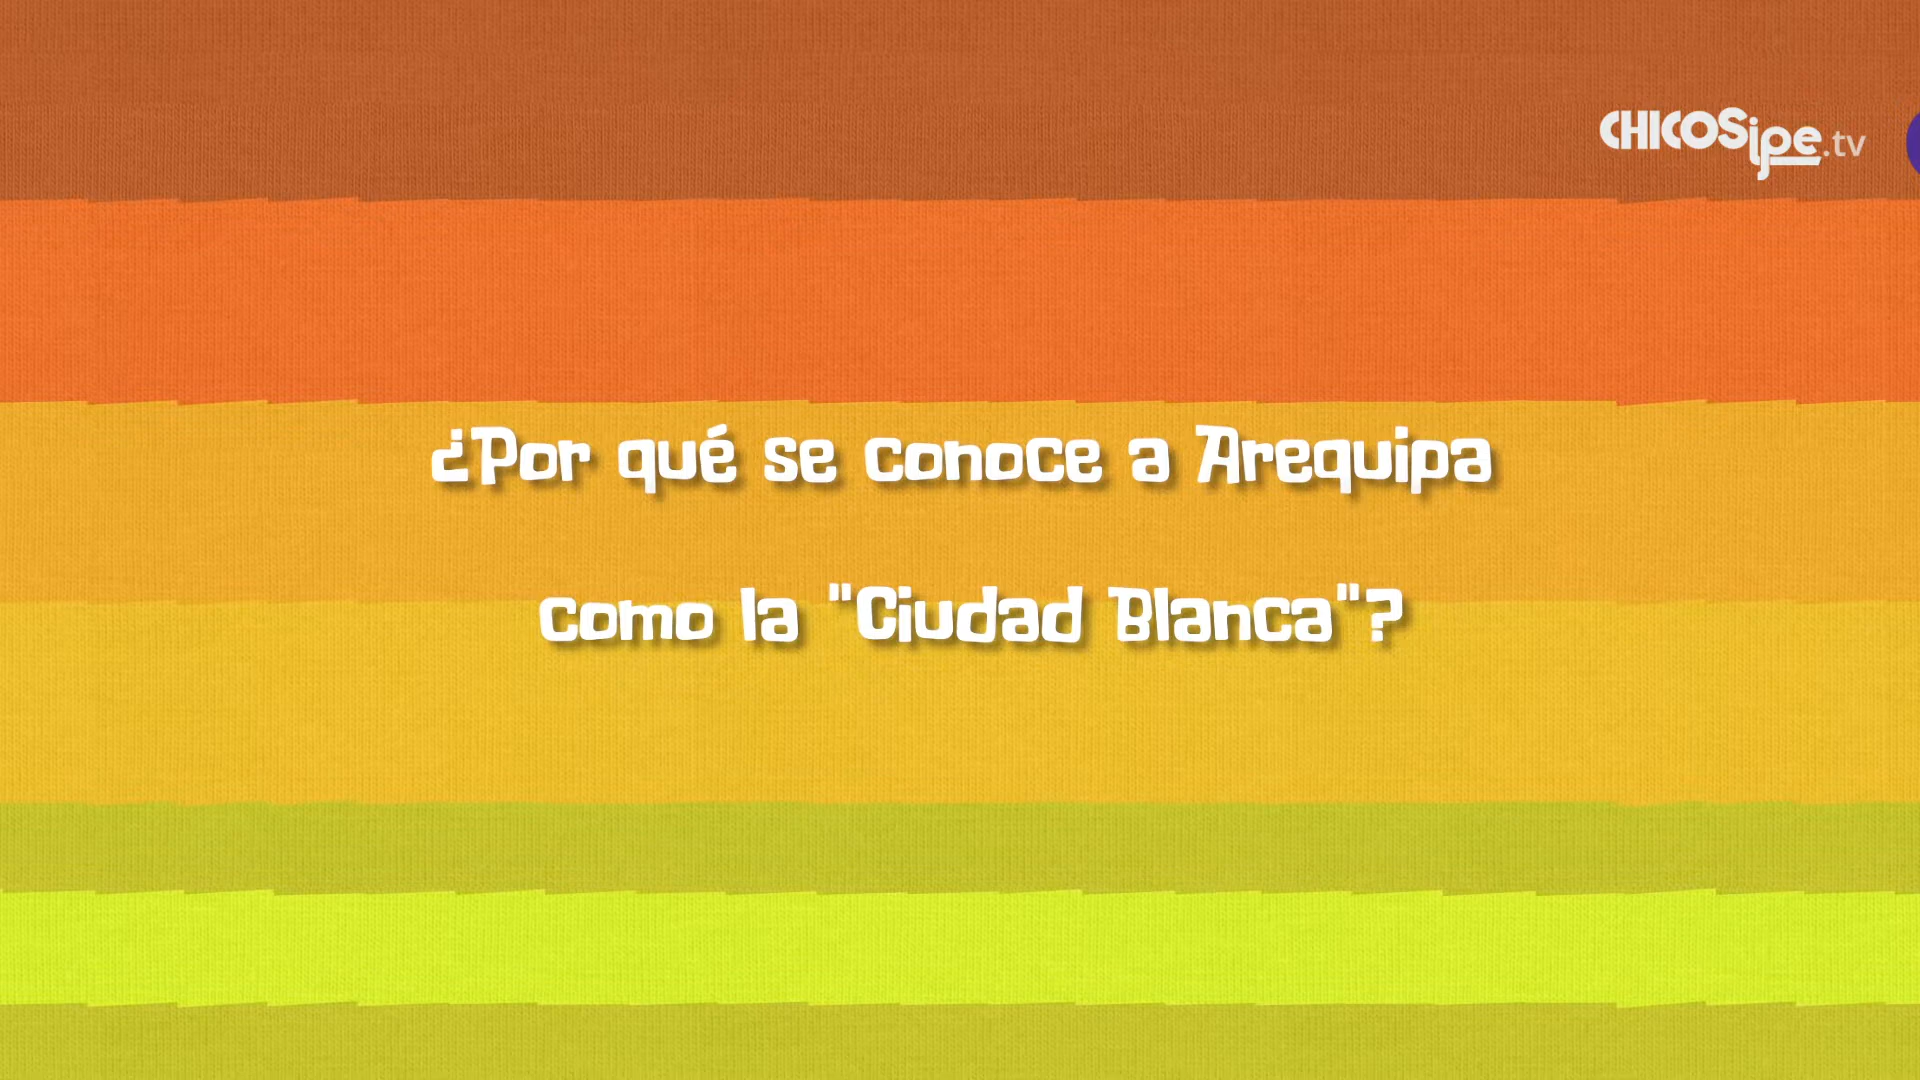 CHICOSipe.tv
¿Por qué se conoce a Arequipa
como la "Ciudad Blanca"?